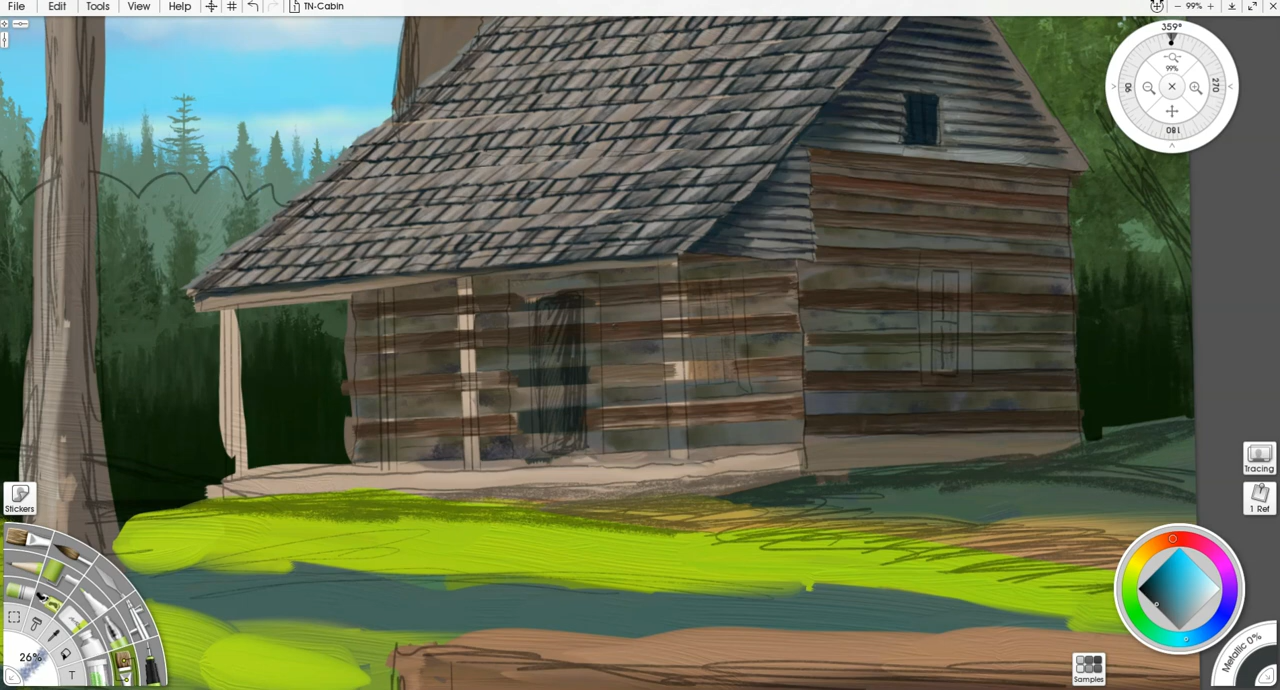 File Edit Tools View Help TN-Cabin 99%
359°
99%
90
270
180
Tracing
Stickers
1 Ref
26%
T
Metallic 0%
Samples